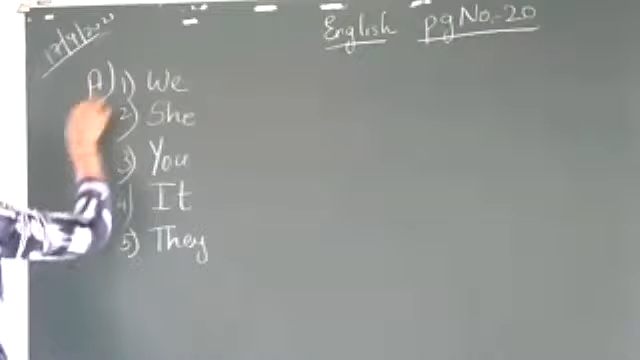 English pg No.-20
A) 1) We
2) She
3) You
4) It
5) They